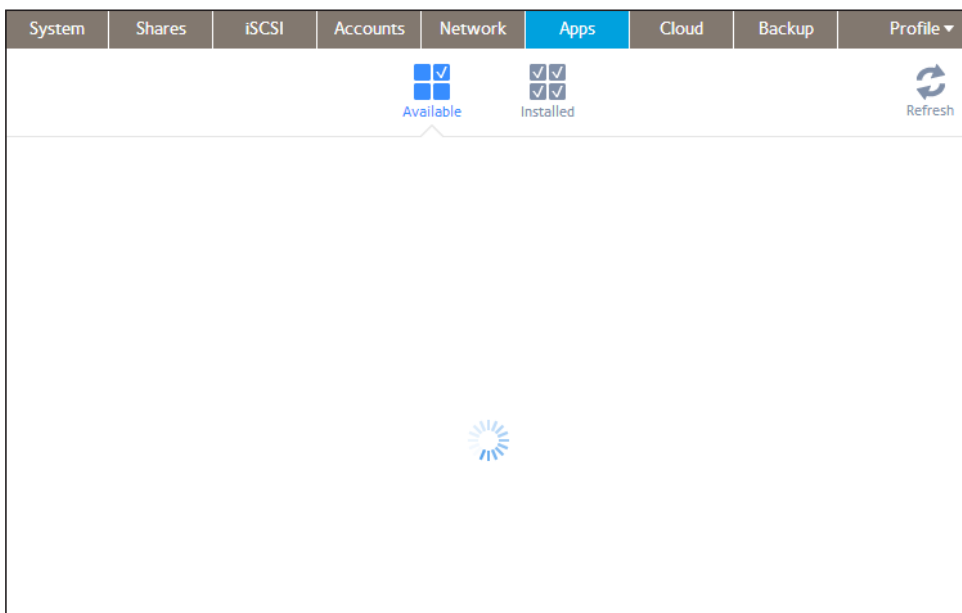 System Shares iSCSI Accounts Network Apps Cloud Backup Profile
Available Installed Refresh